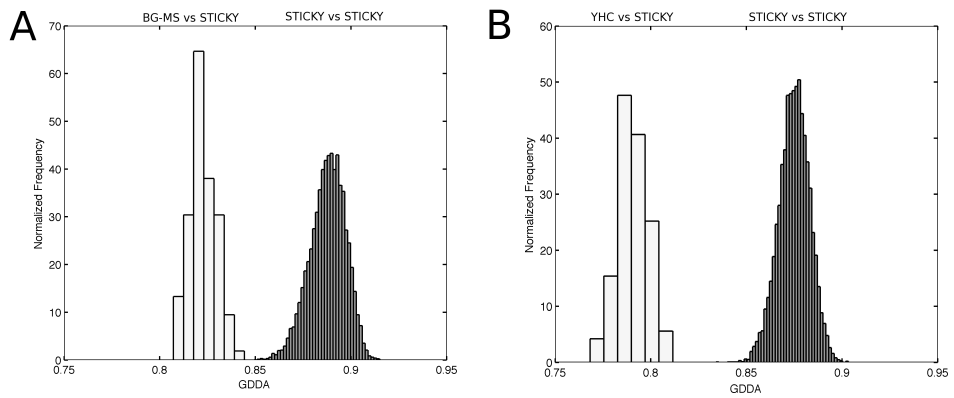 A
BG-MS vs STICKY STICKY vs STICKY
70
60
50
40
30
20
10
0
Normalized Frequency
0.75 0.8 0.85 0.9 0.95
GDDA
B
YHC vs STICKY STICKY vs STICKY
60
50
40
30
20
10
0
Normalized Frequency
0.75 0.8 0.85 0.9 0.95
GDDA